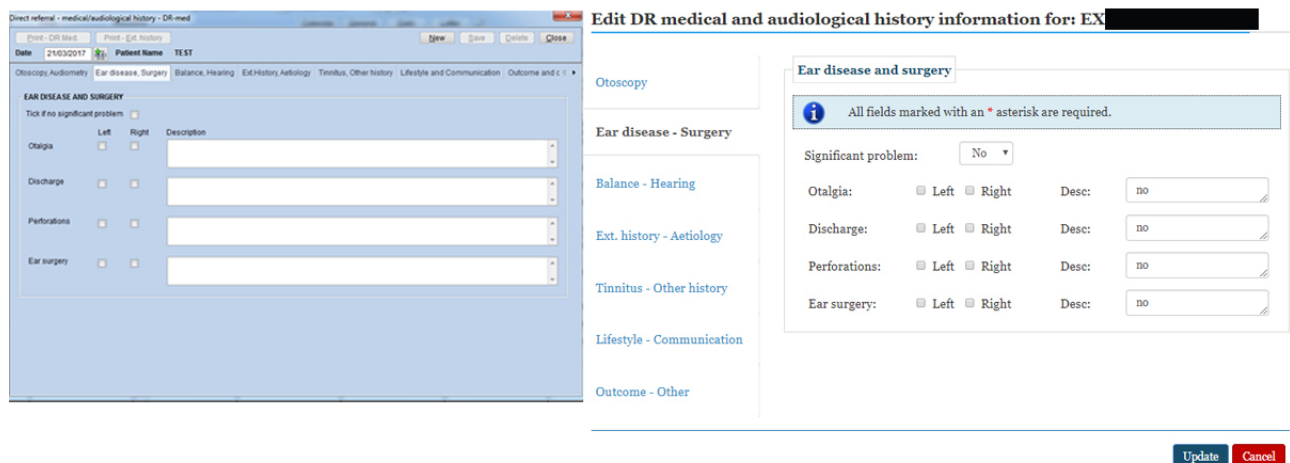 Direct referral - medical/audiological history - DR-med
Print - DR Med. Print - Ext. history New Save Delete Close
Date 21/03/2017 Patient Name TEST
Otoscopy, Audiometry Ear disease, Surgery Balance, Hearing Ext.History, Aetiology Tinnitus, Other history Lifestyle and Communication Outcome and
EAR DISEASE AND SURGERY
Tick if no significant problem
Left Right Description
Otalgia
Discharge
Perforations
Ear surgery
Edit DR medical and audiological history information for: EX
Otoscopy
Ear disease - Surgery
Balance - Hearing
Ext. history - Aetiology
Tinnitus - Other history
Lifestyle - Communication
Outcome - Other
Ear disease and surgery
i All fields marked with an * asterisk are required.
Significant problem: No
Otalgia: Left Right Desc: no
Discharge: Left Right Desc: no
Perforations: Left Right Desc: no
Ear surgery: Left Right Desc: no
Update Cancel